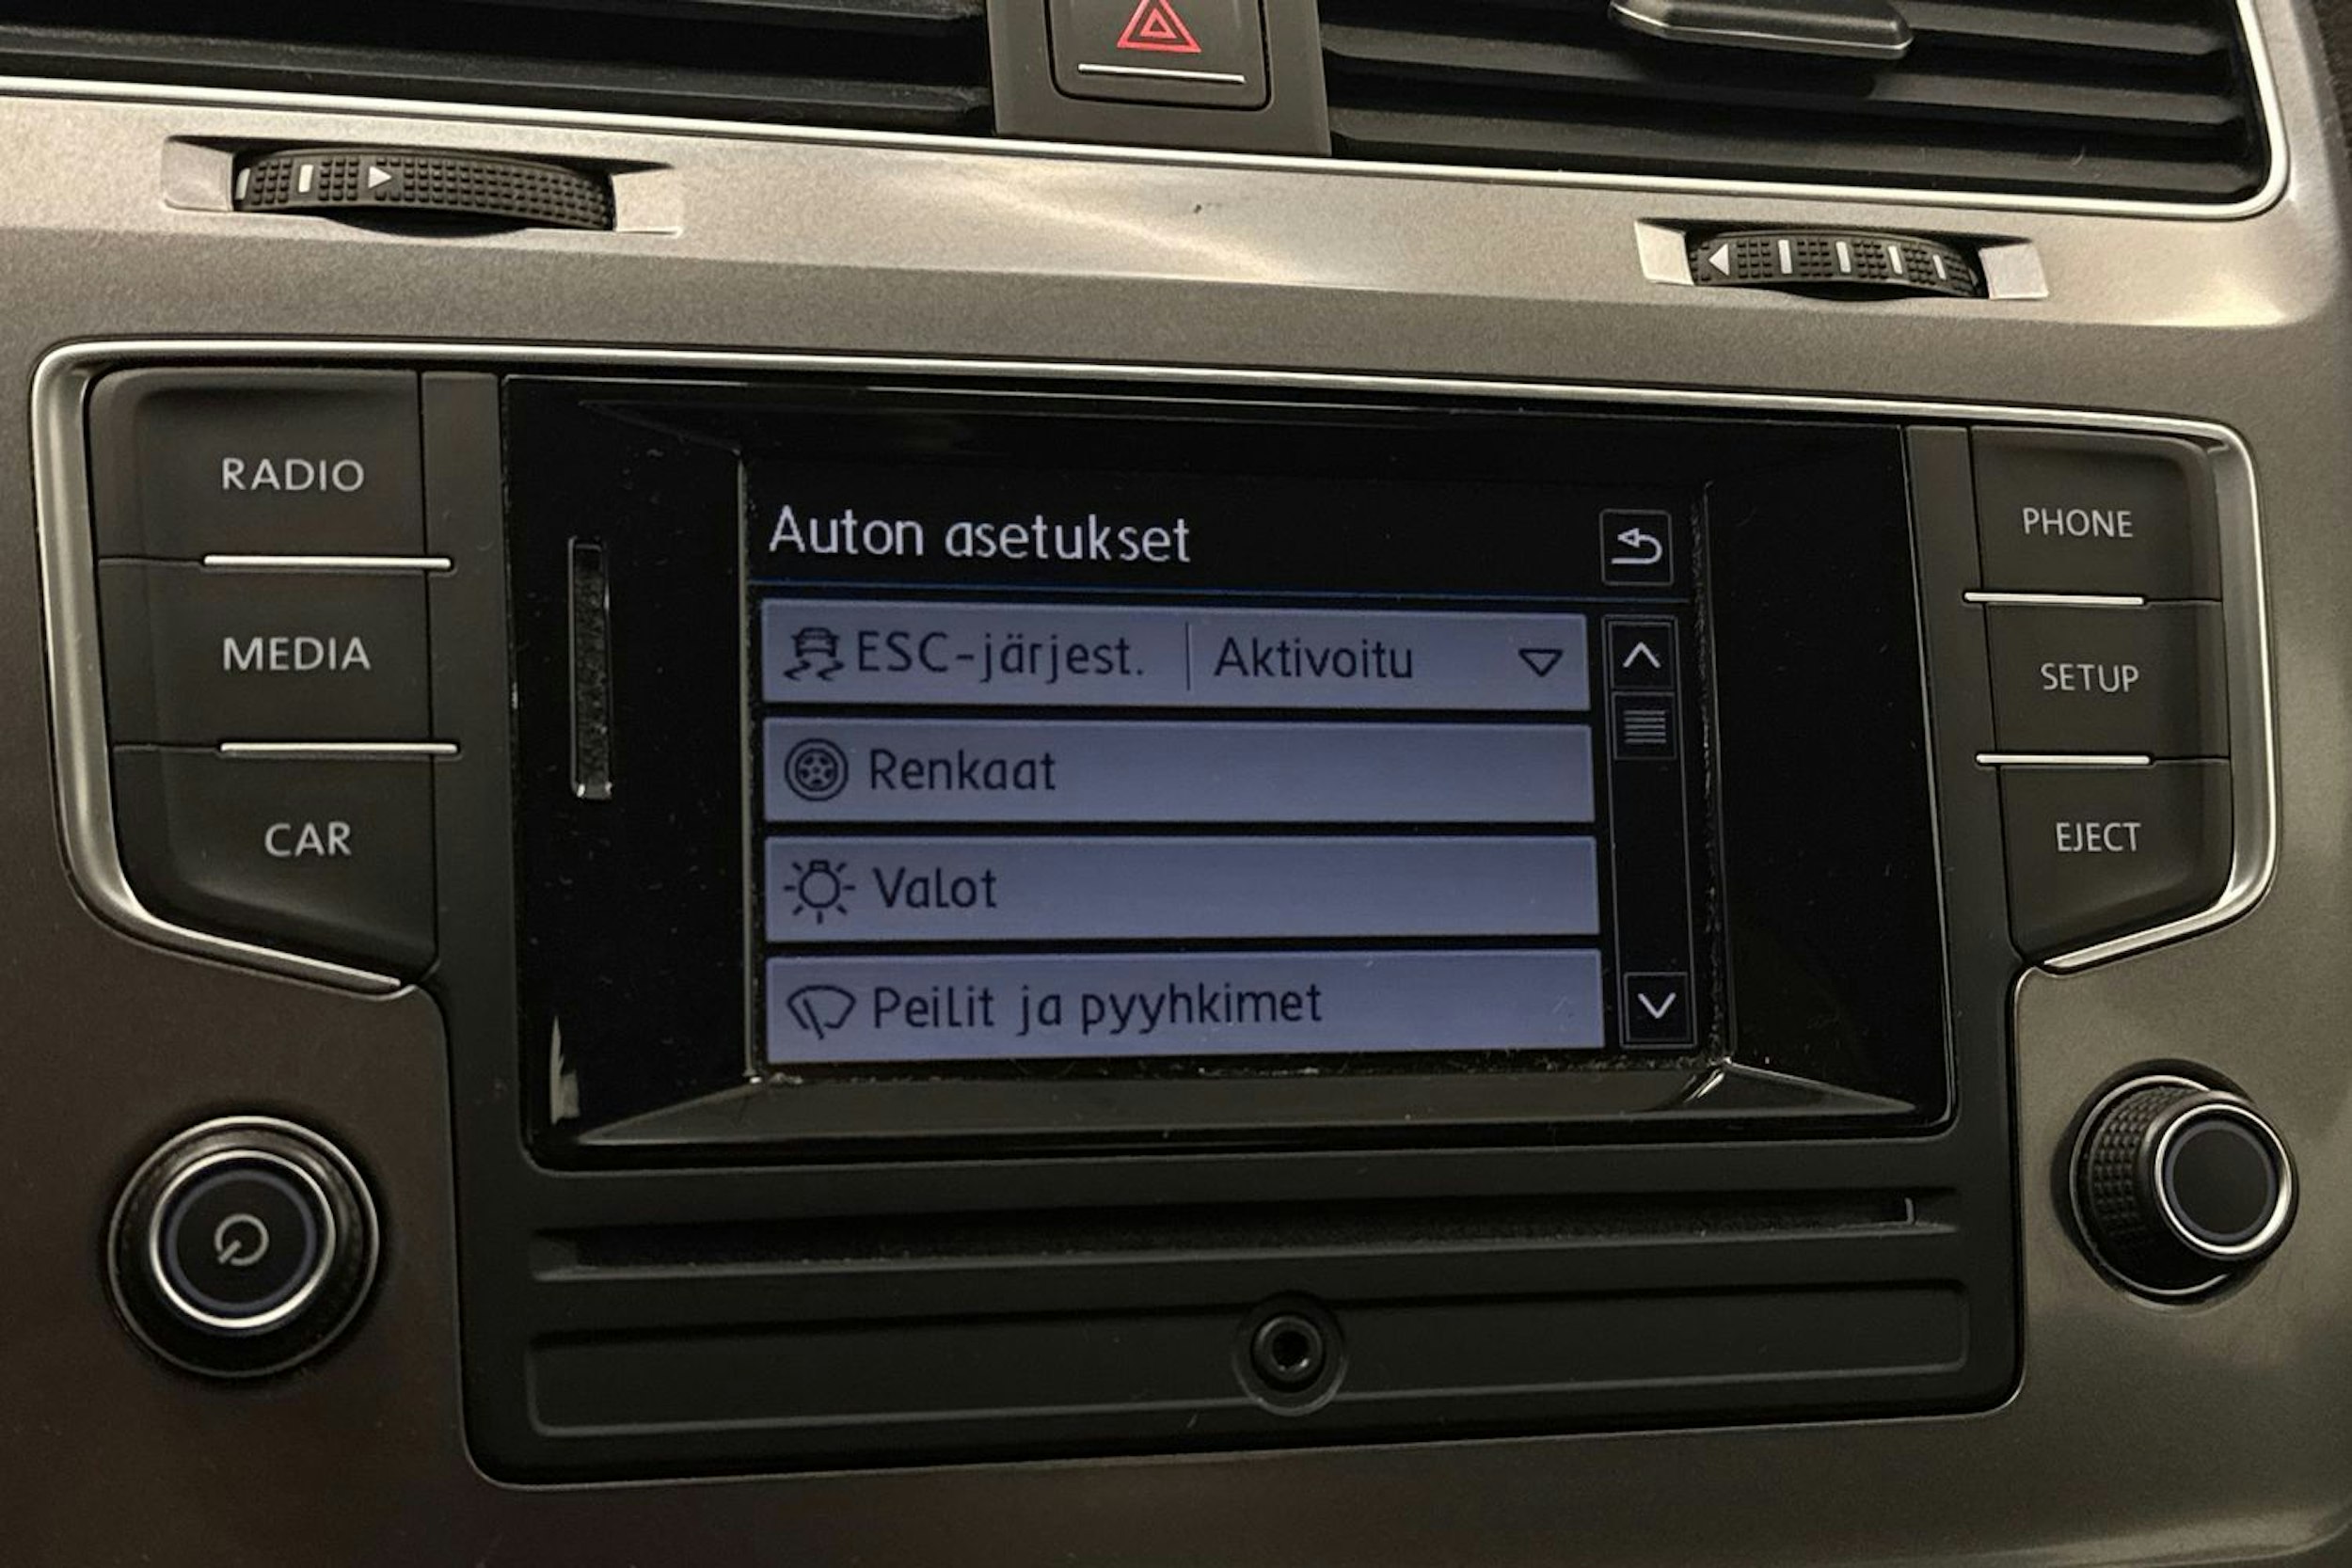 RADIO
MEDIA
CAR
Auton asetukset
ESC-järjest. Aktivoitu
Renkaat
Valot
Peilit ja pyyhkimet
PHONE
SETUP
EJECT